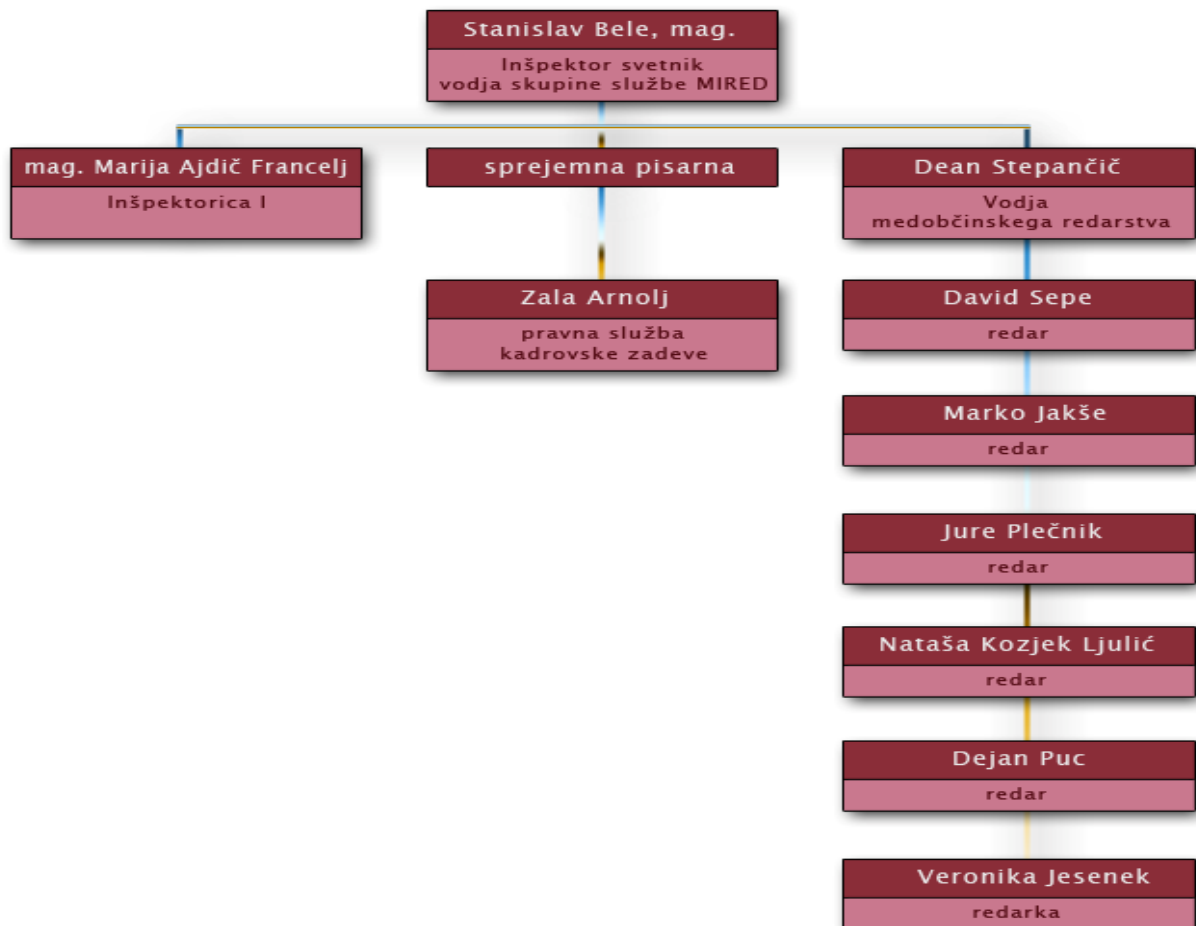 Stanislav Bele, mag.
Inšpektor svetnik
vodja skupine službe MIRED
mag. Marija Ajdič Francelj
Inšpektorica I
sprejemna pisarna
Zala Arnolj
pravna služba
kadrovske zadeve
Dean Stepančič
Vodja
medobčinskega redarstva
David Sepe
redar
Marko Jakše
redar
Jure Plečnik
redar
Nataša Kozjek Ljulić
redar
Dejan Puc
redar
Veronika Jesenek
redarka